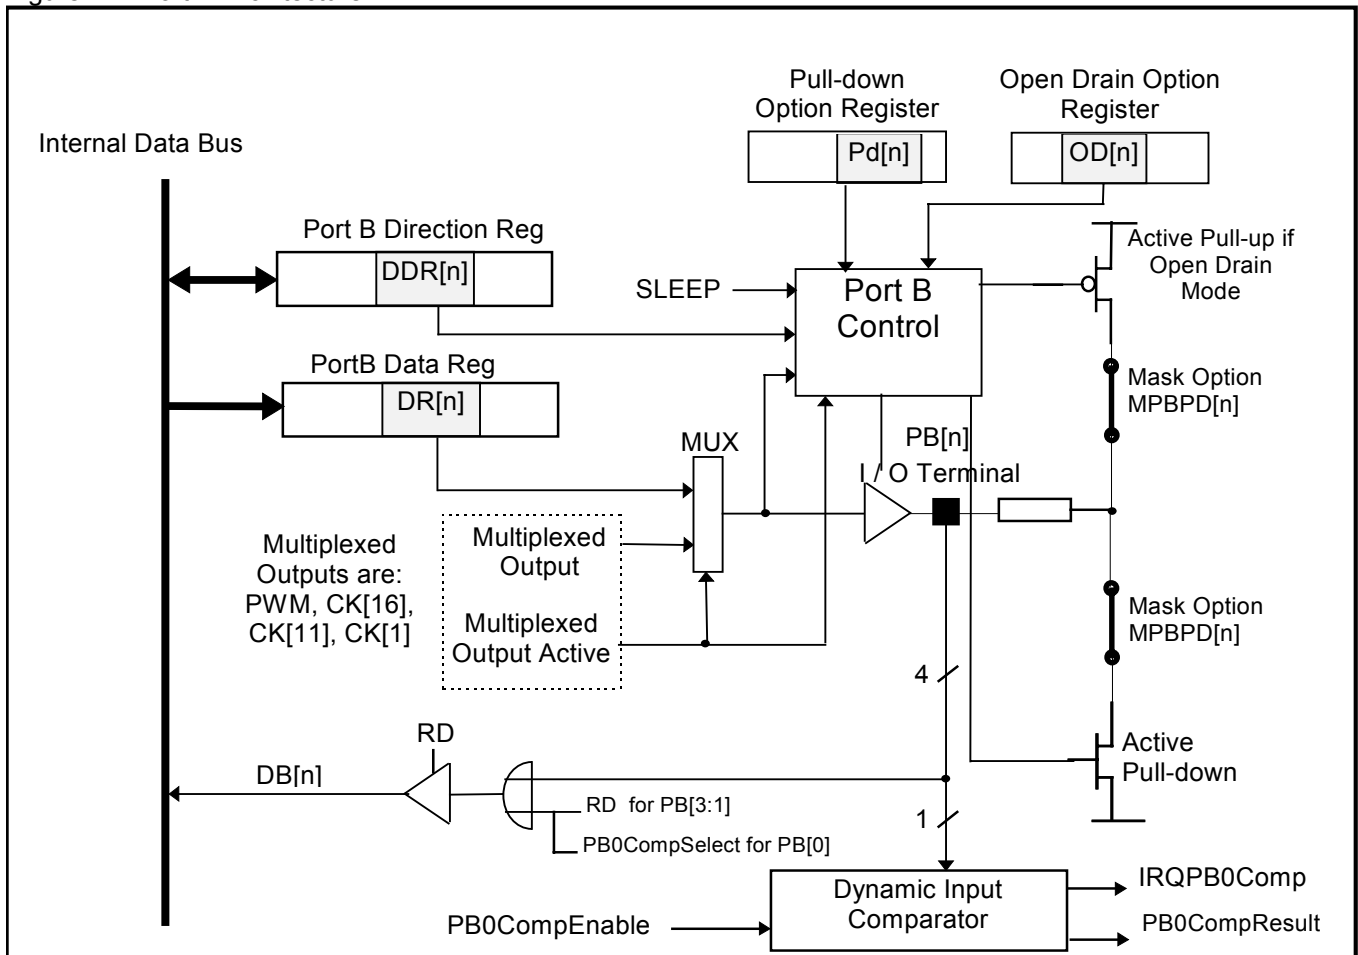 Pull-down
Option Register
Open Drain Option
Register
Internal Data Bus
Pd[n]
OD[n]
Port B Direction Reg
DDR[n]
Active Pull-up if
Open Drain
Mode
SLEEP
Port B
Control
PortB Data Reg
DR[n]
Mask Option
MPBPD[n]
MUX
PB[n]
I / O Terminal
Multiplexed
Outputs are:
PWM, CK[16],
CK[11], CK[1]
Multiplexed
Output
Multiplexed
Output Active
Mask Option
MPBPD[n]
4
RD
DB[n]
Active
Pull-down
RD for PB[3:1]
PB0CompSelect for PB[0]
1
Dynamic Input
Comparator
IRQPB0Comp
PB0CompResult
PB0CompEnable